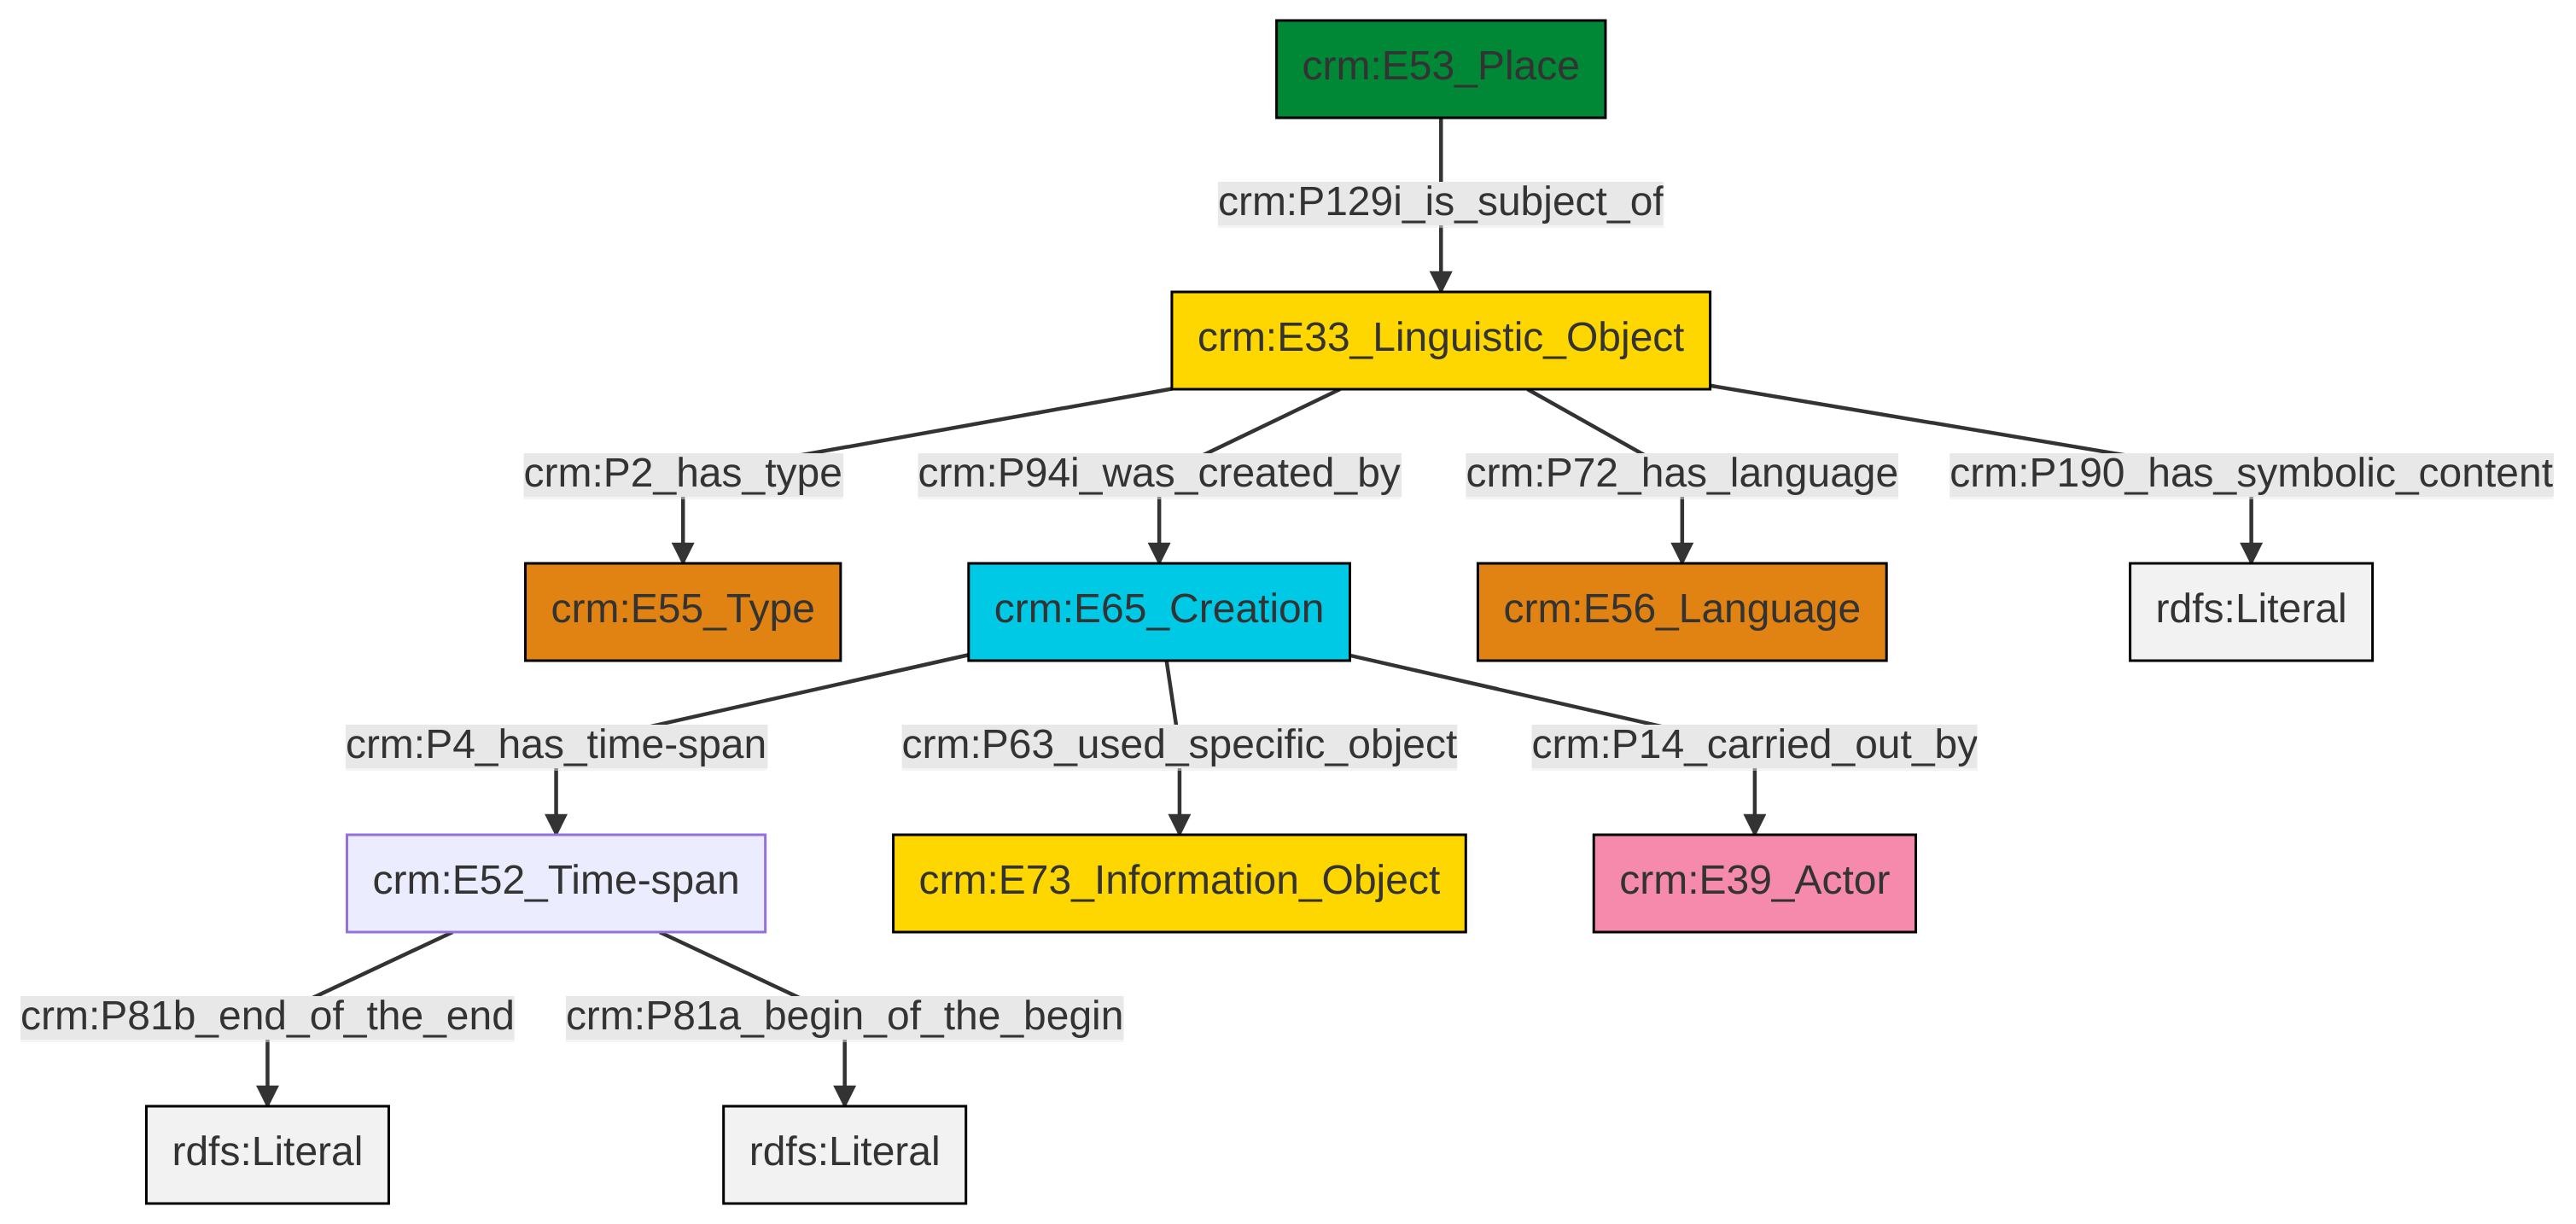 crm:E53_Place
crm:P129i_is_subject_of
crm:E33_Linguistic_Object
crm:P2_has_type
crm:P94i_was_created_by
crm:P72_has_language
crm:P190_has_symbolic_content
crm:E55_Type
crm:E65_Creation
crm:E56_Language
rdfs:Literal
crm:P4_has_time-span
crm:P63_used_specific_object
crm:P14_carried_out_by
crm:E52_Time-span
crm:E73_Information_Object
crm:E39_Actor
crm:P81b_end_of_the_end
crm:P81a_begin_of_the_begin
rdfs:Literal
rdfs:Literal